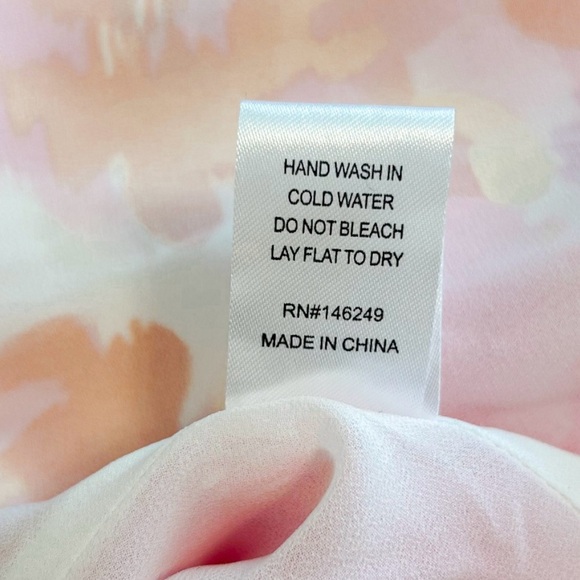 HAND WASH IN
COLD WATER
DO NOT BLEACH
LAY FLAT TO DRY
RN#146249
MADE IN CHINA